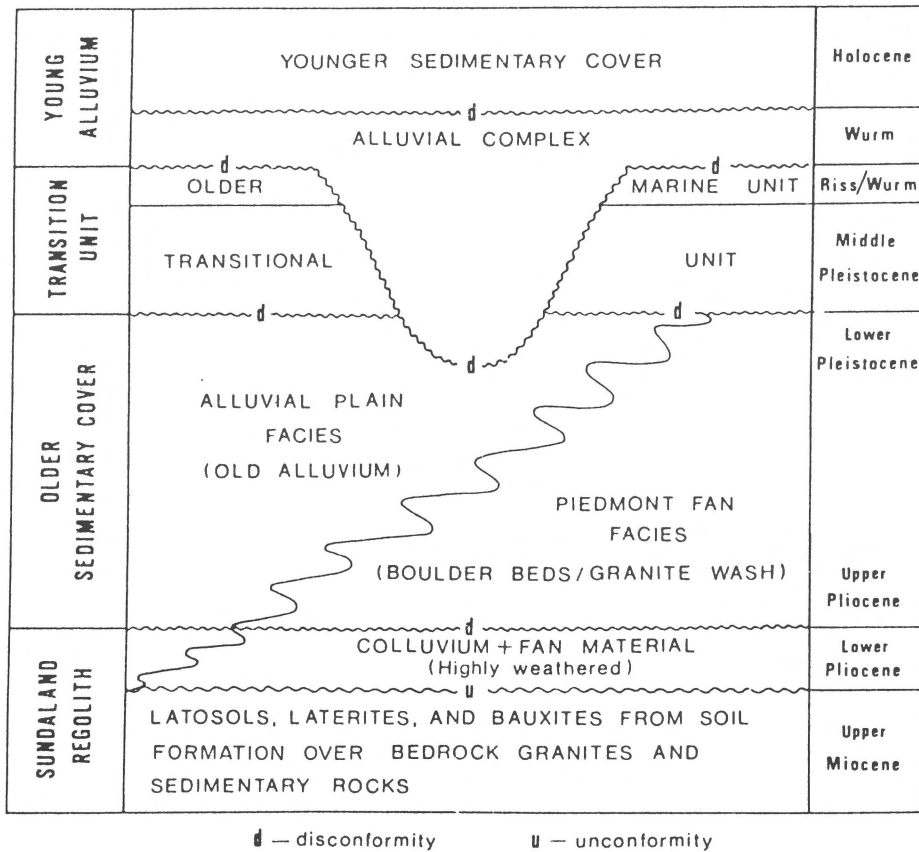 YOUNG
ALLUVIUM
YOUNGER SEDIMENTARY COVER
Holocene
d
ALLUVIAL COMPLEX
Wurm
d
d
TRANSITION
UNIT
OLDER
MARINE UNIT
Riss/Wurm
TRANSITIONAL
UNIT
Middle
Pleistocene
d
d
d
OLDER
SEDIMENTARY COVER
Lower
Pleistocene
ALLUVIAL PLAIN
FACIES
(OLD ALLUVIUM)
PIEDMONT FAN
FACIES
(BOULDER BEDS/GRANITE WASH)
Upper
Pliocene
d
SUNDALAND
REGOLITH
COLLUVIUM + FAN MATERIAL
(Highly weathered)
Lower
Pliocene
u
LATOSOLS, LATERITES, AND BAUXITES FROM SOIL
FORMATION OVER BEDROCK GRANITES AND
SEDIMENTARY ROCKS
Upper
Miocene
d — disconformity u — unconformity